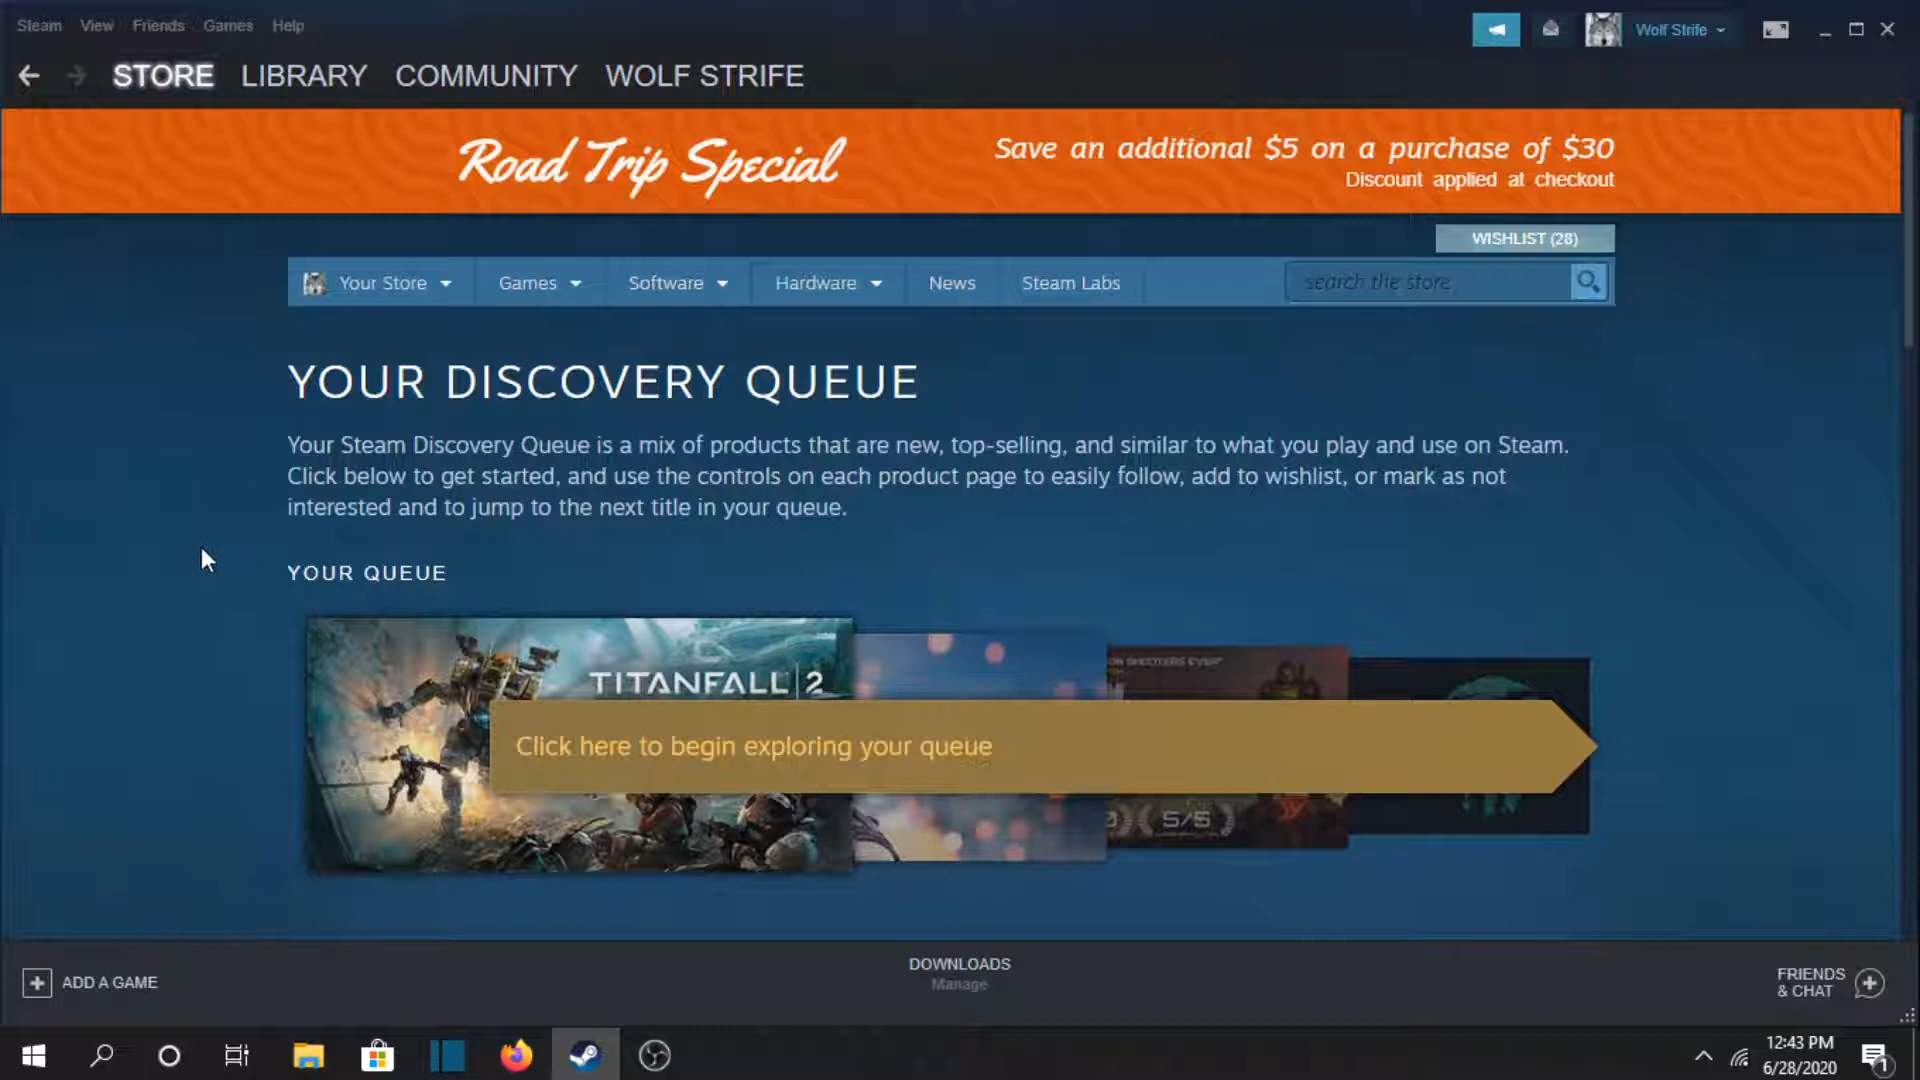 Steam View Friends Games Help
Wolf Strife
STORE LIBRARY COMMUNITY WOLF STRIFE
Road Trip Special
Save an additional $5 on a purchase of $30
Discount applied at checkout
WISHLIST (28)
Your Store Games Software Hardware News Steam Labs search the store
YOUR DISCOVERY QUEUE
Your Steam Discovery Queue is a mix of products that are new, top-selling, and similar to what you play and use on Steam.
Click below to get started, and use the controls on each product page to easily follow, add to wishlist, or mark as not
interested and to jump to the next title in your queue.
YOUR QUEUE
TITANFALL 2
Click here to begin exploring your queue
5/5
ADD A GAME
DOWNLOADS
Manage
FRIENDS
& CHAT
12:43 PM
6/28/2020
1